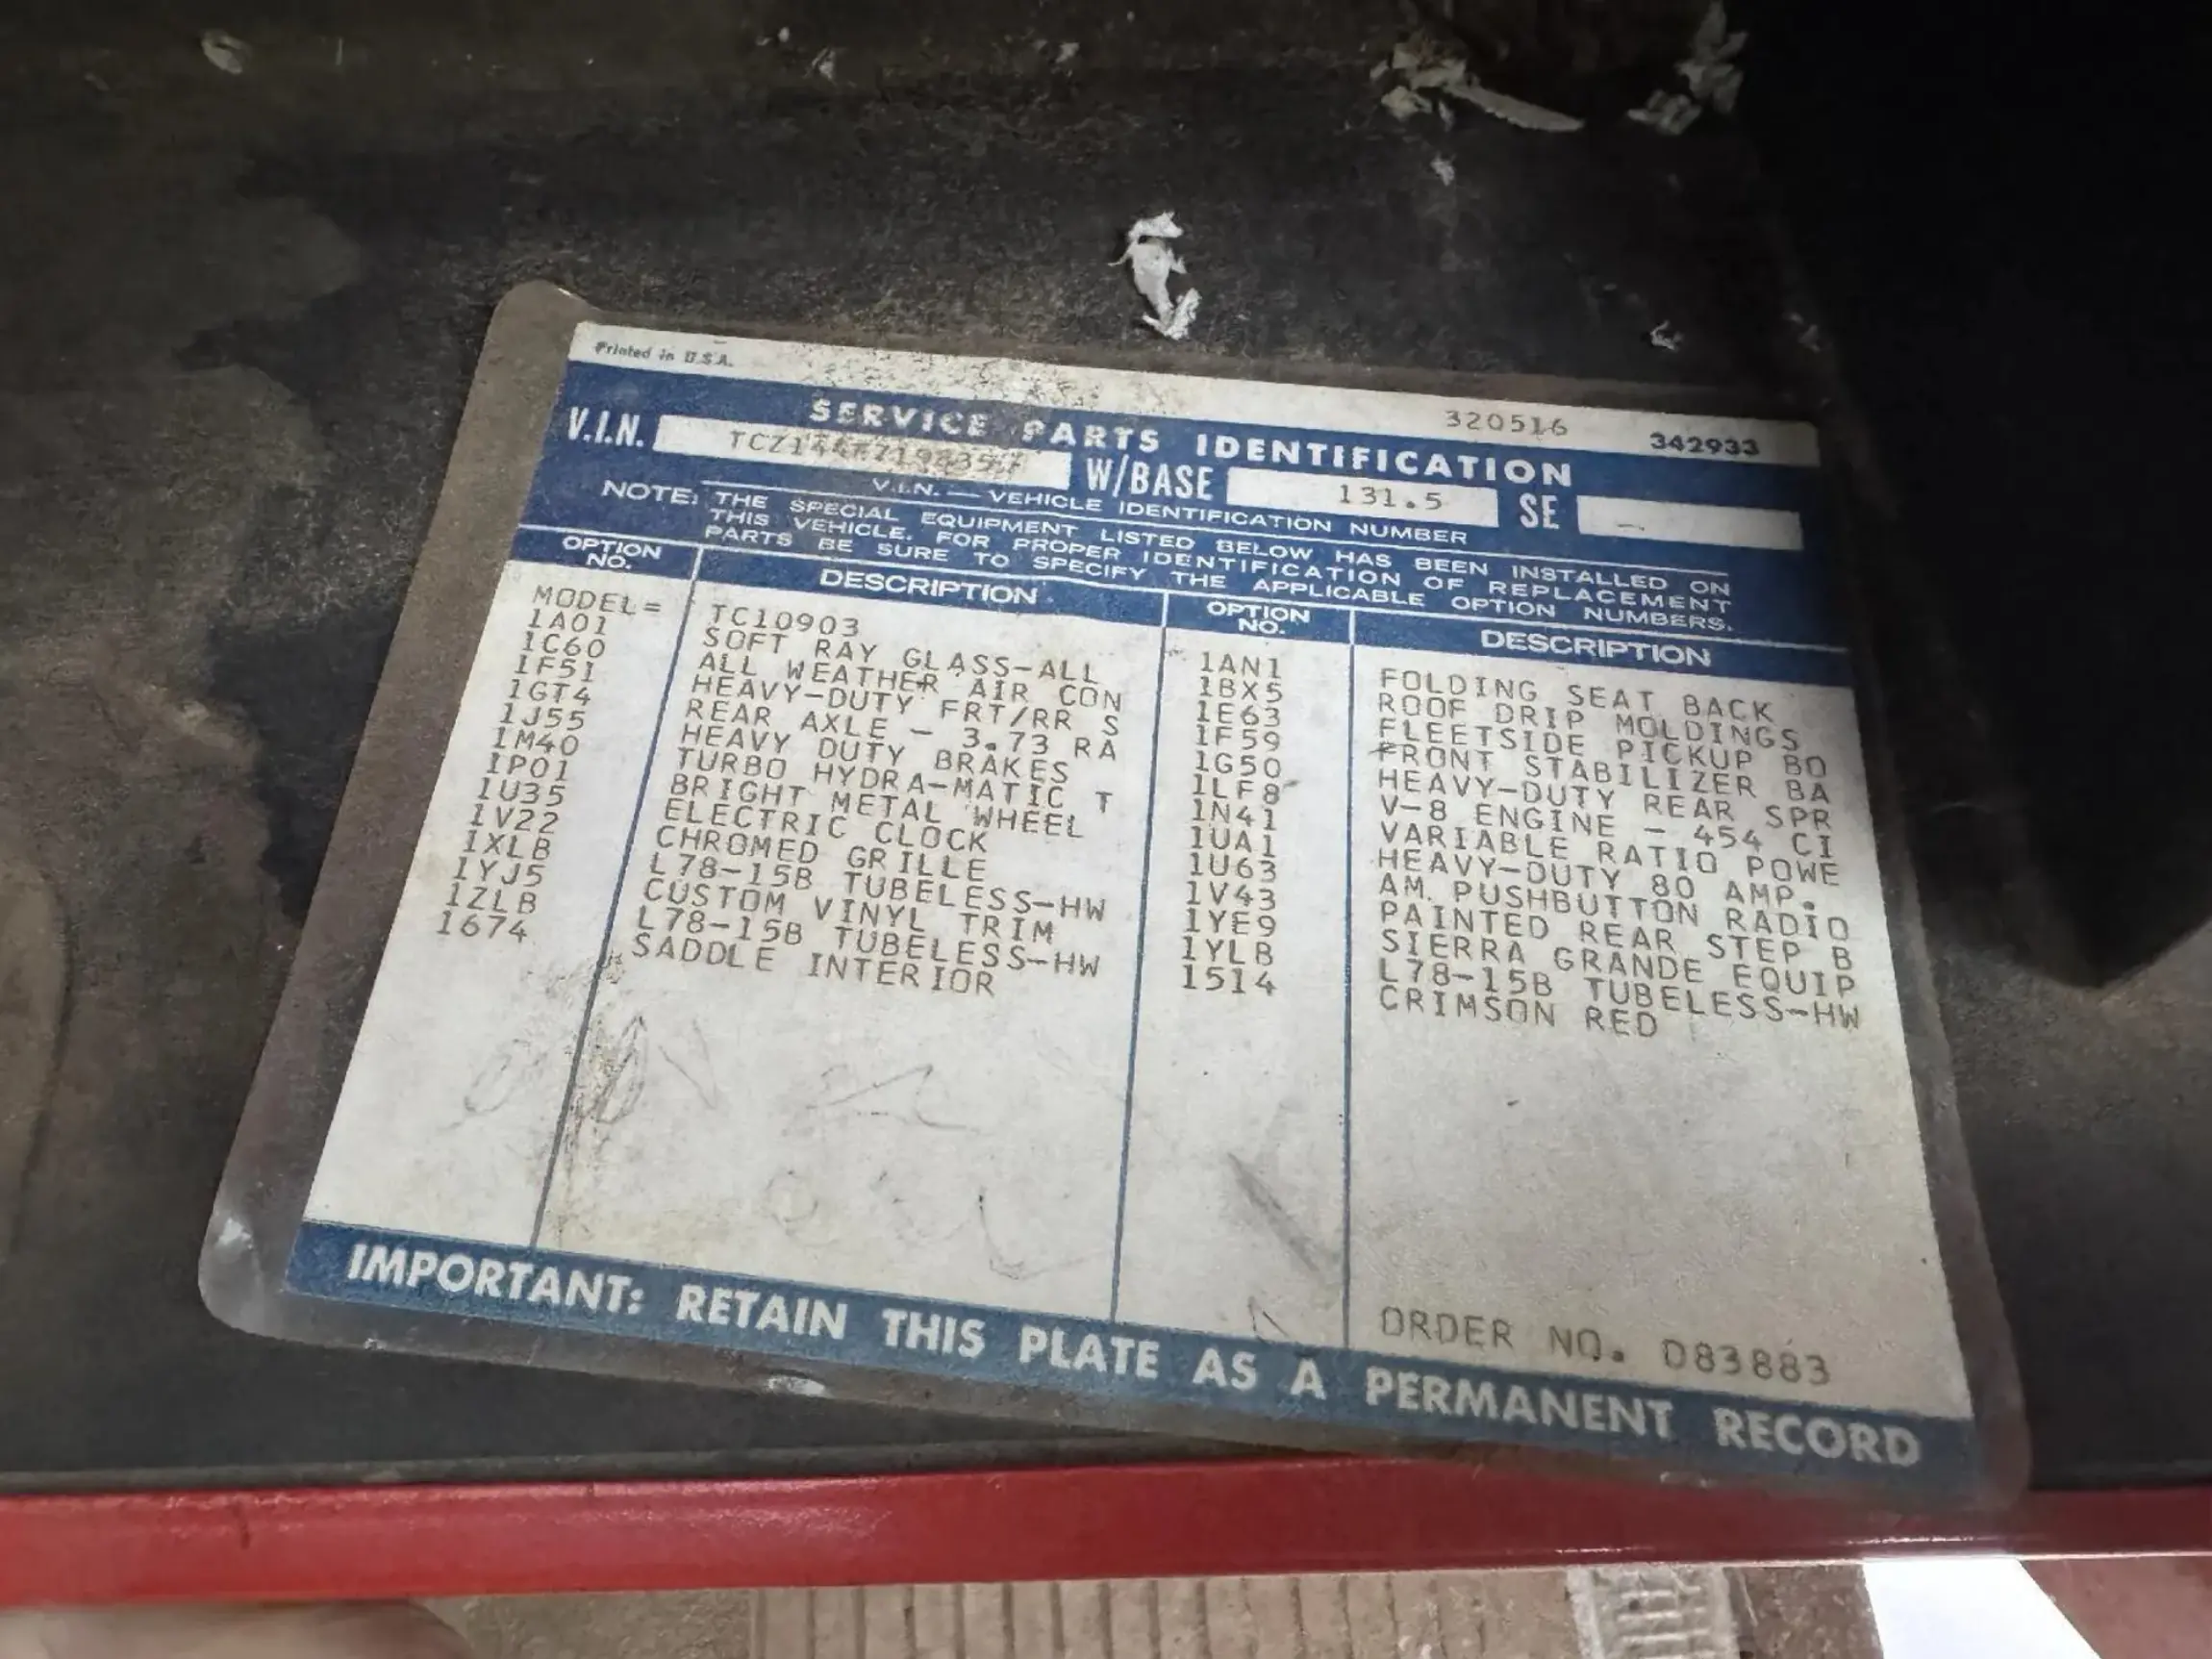 Printed in U.S.A.
320516 342933
SERVICE PARTS IDENTIFICATION
V.I.N. W/BASE 131.5 SE
V.I.N. — VEHICLE IDENTIFICATION NUMBER
NOTE: THE SPECIAL EQUIPMENT LISTED BELOW HAS BEEN INSTALLED ON
THIS VEHICLE. FOR PROPER IDENTIFICATION OF REPLACEMENT
PARTS BE SURE TO SPECIFY THE APPLICABLE OPTION NUMBERS.
OPTION NO. DESCRIPTION
MODEL= TC10903
1A01 SOFT RAY GLASS-ALL
1C60 ALL WEATHER AIR CON
1F51 HEAVY-DUTY FRT/RR S
1GT4 REAR AXLE - 3.73 RA
1J55 HEAVY DUTY BRAKES
1M40 TURBO HYDRA-MATIC T
1P01 BRIGHT METAL WHEEL
1U35 ELECTRIC CLOCK
1V22 CHROMED GRILLE
1XLB L78-15B TUBELESS-HW
1YJ5 CUSTOM VINYL TRIM
1ZLB L78-15B TUBELESS-HW
1674 SADDLE INTERIOR
OPTION NO. DESCRIPTION
1AN1 FOLDING SEAT BACK
1BX5 ROOF DRIP MOLDINGS
1E63 FLEETSIDE PICKUP BO
1F59 FRONT STABILIZER BA
1G50 HEAVY-DUTY REAR SPR
1LF8 V-8 ENGINE - 454 CI
1N41 VARIABLE RATIO POWE
1UA1 HEAVY-DUTY 80 AMP.
1U63 AM. PUSHBUTTON RADIO
1V43 PAINTED REAR STEP B
1YE9 SIERRA GRANDE EQUIP
1YLB L78-15B TUBELESS-HW
1514 CRIMSON RED
ORDER NO. D83883
IMPORTANT: RETAIN THIS PLATE AS A PERMANENT RECORD